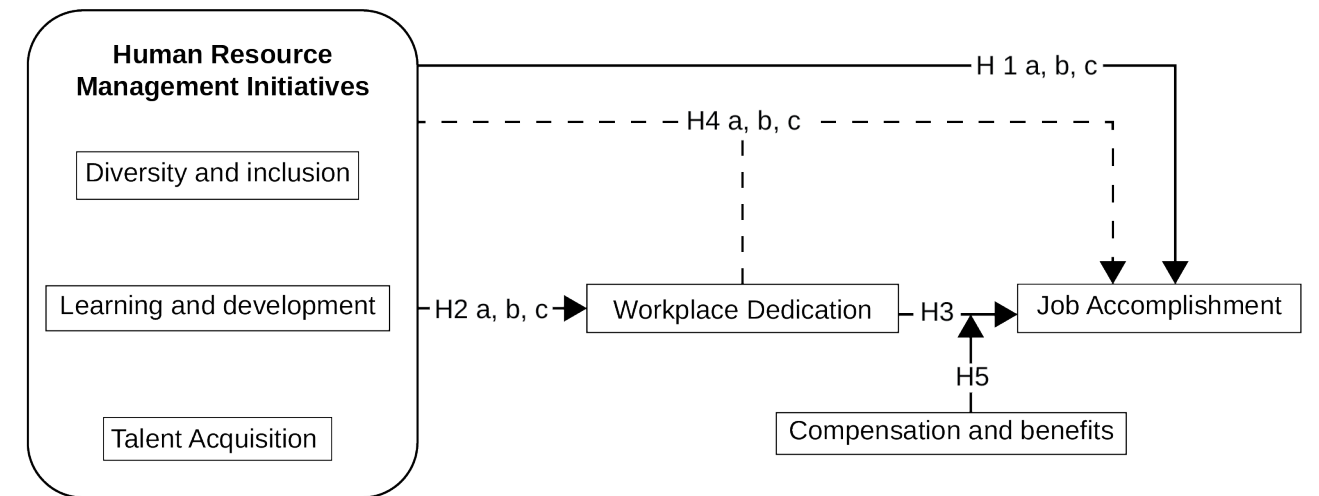 Human Resource
Management Initiatives
H 1 a, b, c
H4 a, b, c
Diversity and inclusion
Learning and development
H2 a, b, c
Workplace Dedication
H3
Job Accomplishment
H5
Talent Acquisition
Compensation and benefits